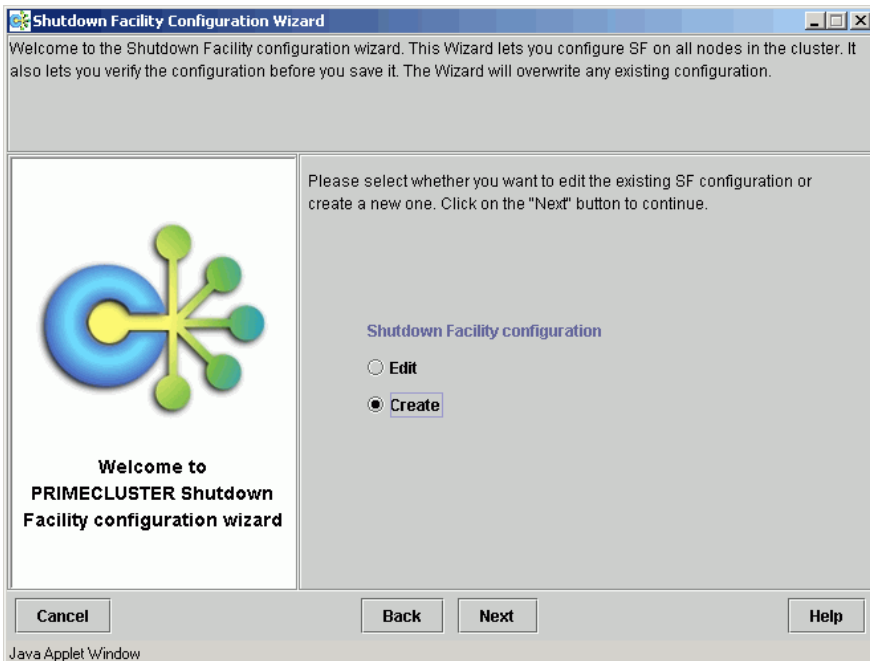 Shutdown Facility Configuration Wizard
Welcome to the Shutdown Facility configuration wizard. This Wizard lets you configure SF on all nodes in the cluster. It
also lets you verify the configuration before you save it. The Wizard will overwrite any existing configuration.
Please select whether you want to edit the existing SF configuration or
create a new one. Click on the "Next" button to continue.
Shutdown Facility configuration
Edit
Create
Welcome to
PRIMECLUSTER Shutdown
Facility configuration wizard
Cancel
Back
Next
Help
Java Applet Window